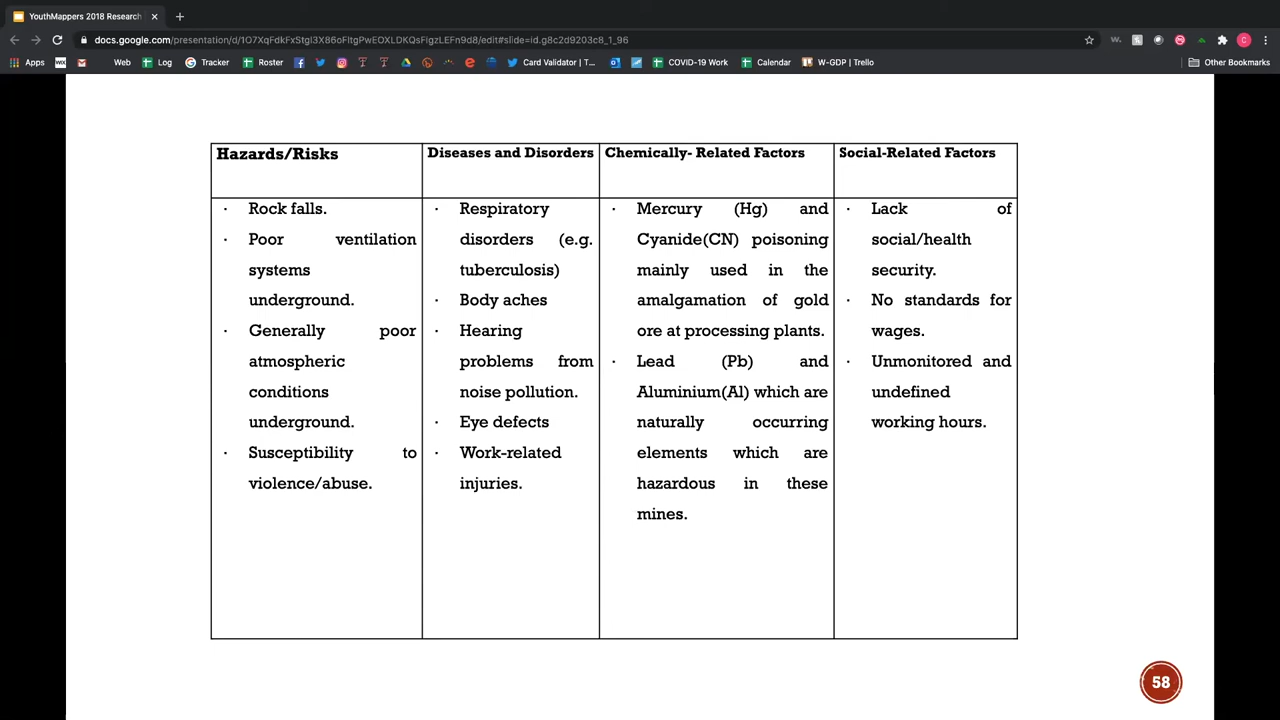 YouthMappers 2018 Research
docs.google.com/presentation/d/1O7XqFdkFxStgl3X86oFltgPwEOXLDKQsFigzLEFn9d8/edit#slide=id.g8c2d9203c8_1_96
Apps Web Log Tracker Roster Card Validator | T... COVID-19 Work Calendar W-GDP | Trello Other Bookmarks
Hazards/Risks
· Rock falls.
· Poor ventilation
systems
underground.
· Generally poor
atmospheric
conditions
underground.
· Susceptibility to
violence/abuse.
Diseases and Disorders
· Respiratory
disorders (e.g.
tuberculosis)
· Body aches
· Hearing
problems from
noise pollution.
· Eye defects
· Work-related
injuries.
Chemically- Related Factors
· Mercury (Hg) and
Cyanide(CN) poisoning
mainly used in the
amalgamation of gold
ore at processing plants.
· Lead (Pb) and
Aluminium(Al) which are
naturally occurring
elements which are
hazardous in these
mines.
Social-Related Factors
· Lack of
social/health
security.
· No standards for
wages.
· Unmonitored and
undefined
working hours.
58